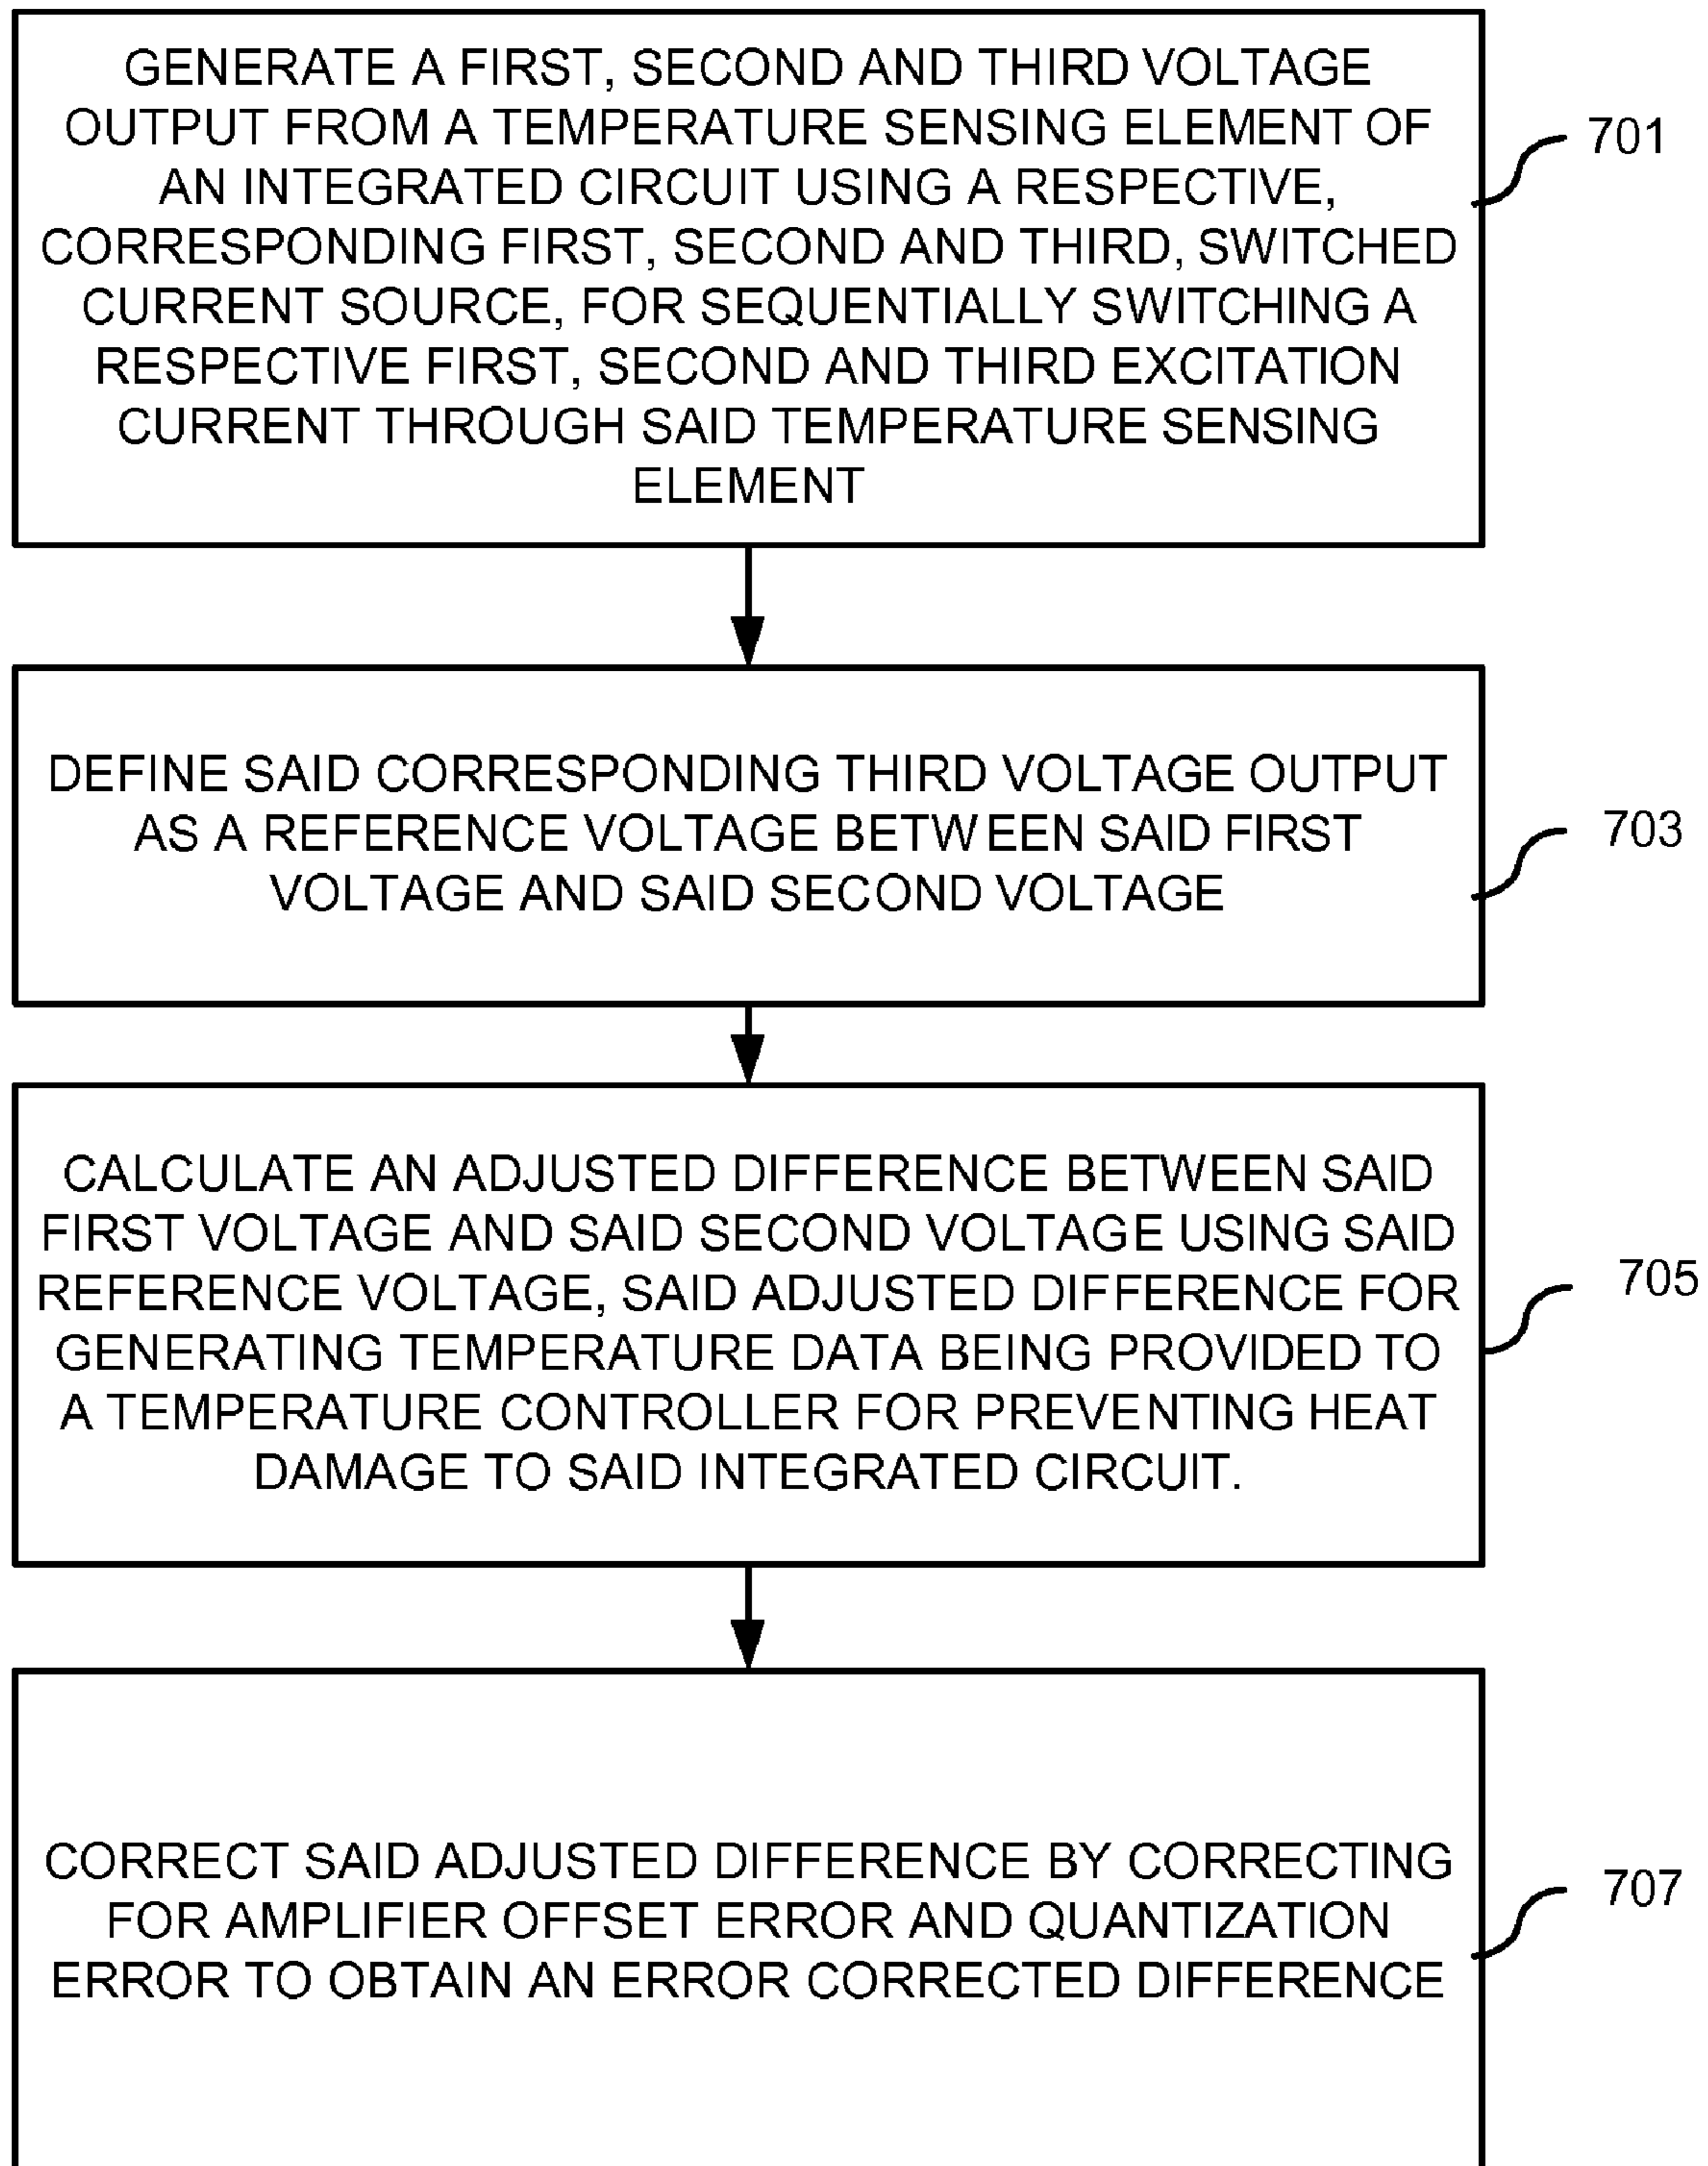 GENERATE A FIRST, SECOND AND THIRD VOLTAGE
OUTPUT FROM A TEMPERATURE SENSING ELEMENT OF
AN INTEGRATED CIRCUIT USING A RESPECTIVE,
CORRESPONDING FIRST, SECOND AND THIRD, SWITCHED
CURRENT SOURCE, FOR SEQUENTIALLY SWITCHING A
RESPECTIVE FIRST, SECOND AND THIRD EXCITATION
CURRENT THROUGH SAID TEMPERATURE SENSING
ELEMENT
701
DEFINE SAID CORRESPONDING THIRD VOLTAGE OUTPUT
AS A REFERENCE VOLTAGE BETWEEN SAID FIRST
VOLTAGE AND SAID SECOND VOLTAGE
703
CALCULATE AN ADJUSTED DIFFERENCE BETWEEN SAID
FIRST VOLTAGE AND SAID SECOND VOLTAGE USING SAID
REFERENCE VOLTAGE, SAID ADJUSTED DIFFERENCE FOR
GENERATING TEMPERATURE DATA BEING PROVIDED TO
A TEMPERATURE CONTROLLER FOR PREVENTING HEAT
DAMAGE TO SAID INTEGRATED CIRCUIT.
705
CORRECT SAID ADJUSTED DIFFERENCE BY CORRECTING
FOR AMPLIFIER OFFSET ERROR AND QUANTIZATION
ERROR TO OBTAIN AN ERROR CORRECTED DIFFERENCE
707